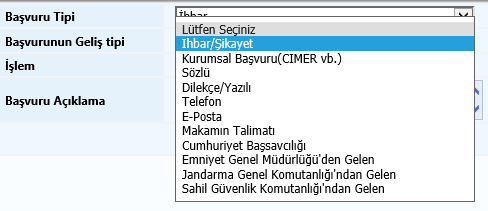 Başvuru Tipi
İhbar
Başvurunun Geliş tipi
Lütfen Seçiniz
İhbar/Şikayet
İşlem
Kurumsal Başvuru(CIMER vb.)
Sözlü
Dilekçe/Yazılı
Başvuru Açıklama
Telefon
E-Posta
Makamın Talimatı
Cumhuriyet Başsavcılığı
Emniyet Genel Müdürlüğü'den Gelen
Jandarma Genel Komutanlığı'ndan Gelen
Sahil Güvenlik Komutanlığı'ndan Gelen